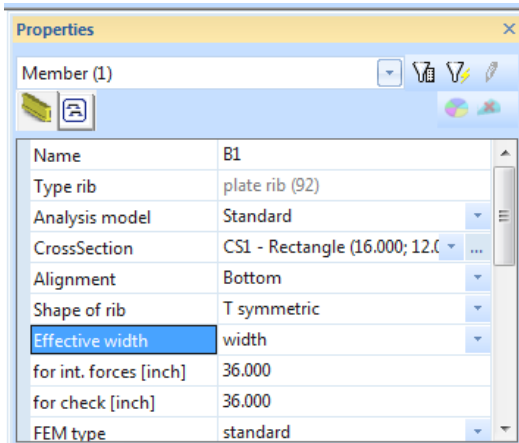 Properties
Member (1)
Name B1
Type rib plate rib (92)
Analysis model Standard
CrossSection CS1 - Rectangle (16.000; 12.0 ...
Alignment Bottom
Shape of rib T symmetric
Effective width width
for int. forces [inch] 36.000
for check [inch] 36.000
FEM type standard